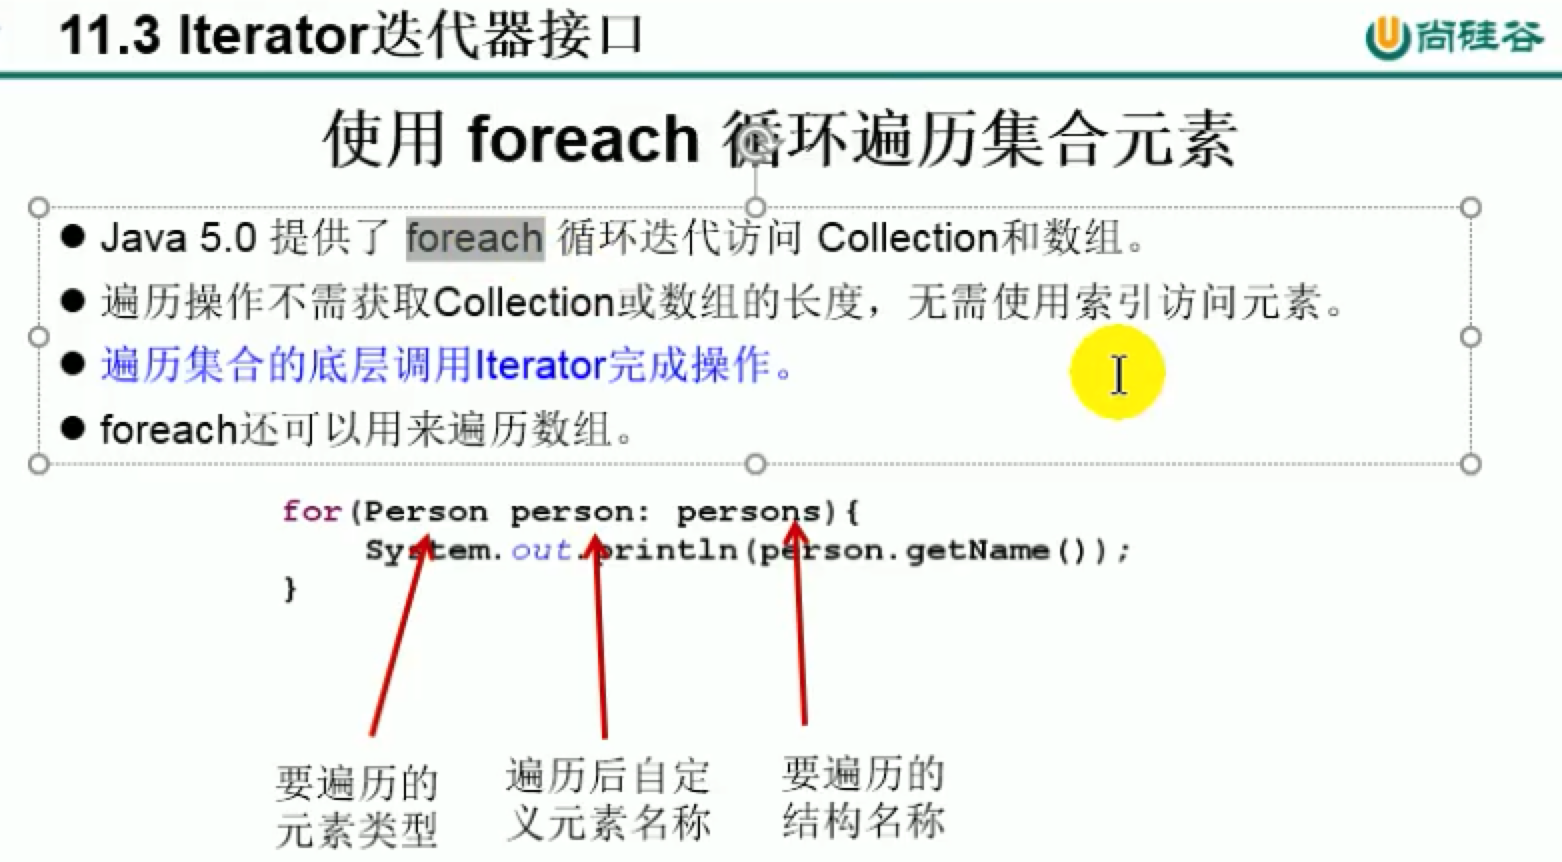 11.3 Iterator迭代器接口
尚硅谷
使用 foreach 循环遍历集合元素
● Java 5.0 提供了 foreach 循环迭代访问 Collection和数组。
● 遍历操作不需获取Collection或数组的长度，无需使用索引访问元素。
● 遍历集合的底层调用Iterator完成操作。
● foreach还可以用来遍历数组。
for(Person person: persons){
System.out.println(person.getName());
}
要遍历的
元素类型
遍历后自定
义元素名称
要遍历的
结构名称